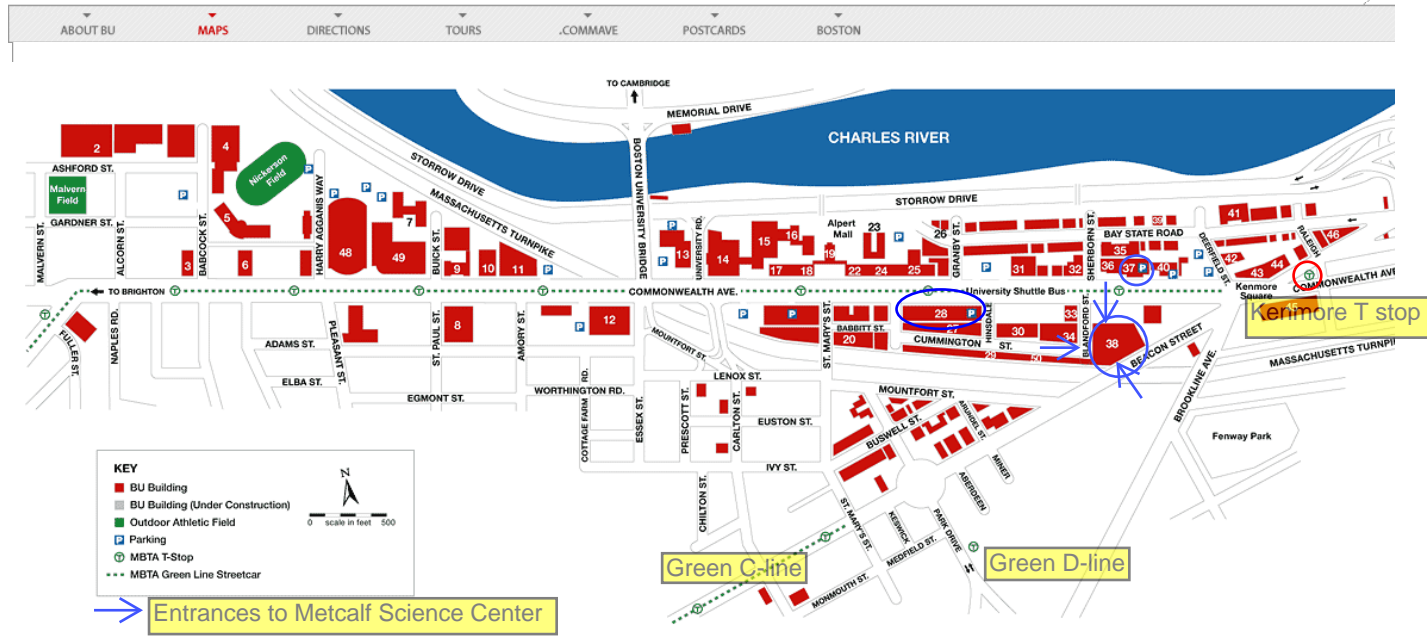 ABOUT BU
MAPS
DIRECTIONS
TOURS
.COMMAVE
POSTCARDS
BOSTON
TO CAMBRIDGE
MEMORIAL DRIVE
CHARLES RIVER
STORROW DRIVE
MASSACHUSETTS TURNPIKE
BOSTON UNIVERSITY BRIDGE
STORROW DRIVE
2
4
ASHFORD ST.
Malvern
Field
Nickerson
Field
P
P
P
P
P
GARDNER ST.
5
7
48
49
MALVERN ST.
ALCORN ST.
BABCOCK ST.
HARRY AGGANIS WAY
BUICK ST.
3
6
9
10
11
P
P
P
13
UNIVERSITY RD.
14
15
16
Alpert
Mall
23
P
26
19
17
18
22
24
25
GRANBY ST.
P
31
32
SHERBORN ST.
39
BAY STATE ROAD
35
36
37
P
40
P
P
P
DEERFIELD ST.
41
42
43
44
46
RALEIGH
Kenmore
Square
COMMONWEALTH AVE
TO BRIGHTON
COMMONWEALTH AVE.
University Shuttle Bus
T
T
T
T
T
T
T
T
T
Kenmore T stop
45
MASSACHUSETTS TURNPIK
FULLER ST.
NAPLES RD.
PLEASANT ST.
ST. PAUL ST.
8
AMORY ST.
P
12
P
P
ST. MARY'S ST.
BABBITT ST.
20
28
P
27
HINSDALE
30
33
34
BLANDFORD ST.
38
CUMMINGTON
ST.
29
50
BEACON STREET
BROOKLINE AVE.
Fenway Park
ADAMS ST.
ELBA ST.
EGMONT ST.
WORTHINGTON RD.
COTTAGE FARM RD.
ESSEX ST.
MOUNTFORT ST.
LENOX ST.
PRESCOTT ST.
CARLTON ST.
EUSTON ST.
IVY ST.
CHILTON ST.
MOUNTFORT ST.
BUSWELL ST.
ARUNDEL ST.
MINER
ABERDEEN
ST. MARY'S ST.
KESWICK
PARK DRIVE
MEDFIELD ST.
MONMOUTH ST.
T
T
T
Green C-line
Green D-line
KEY
BU Building
BU Building (Under Construction)
Outdoor Athletic Field
P Parking
T MBTA T-Stop
MBTA Green Line Streetcar
N
0 scale in feet 500
Entrances to Metcalf Science Center